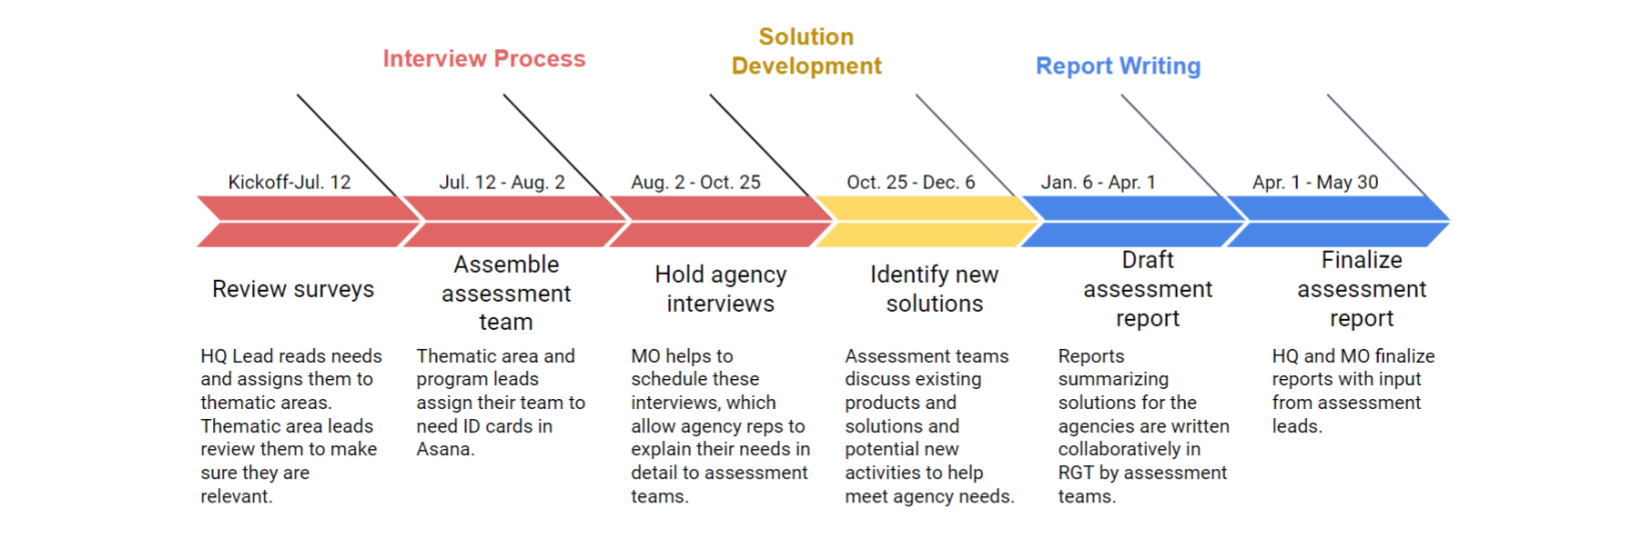 Interview Process
Solution
Development
Report Writing
Kickoff-Jul. 12
Jul. 12 - Aug. 2
Aug. 2 - Oct. 25
Oct. 25 - Dec. 6
Jan. 6 - Apr. 1
Apr. 1 - May 30
Review surveys
Assemble
assessment
team
Hold agency
interviews
Identify new
solutions
Draft
assessment
report
Finalize
assessment
report
HQ Lead reads needs
and assigns them to
thematic areas.
Thematic area leads
review them to make
sure they are
relevant.
Thematic area and
program leads
assign their team to
need ID cards in
Asana.
MO helps to
schedule these
interviews, which
allow agency reps to
explain their needs in
detail to assessment
teams.
Assessment teams
discuss existing
products and
solutions and
potential new
activities to help
meet agency needs.
Reports
summarizing
solutions for the
agencies are written
collaboratively in
RGT by assessment
teams.
HQ and MO finalize
reports with input
from assessment
leads.